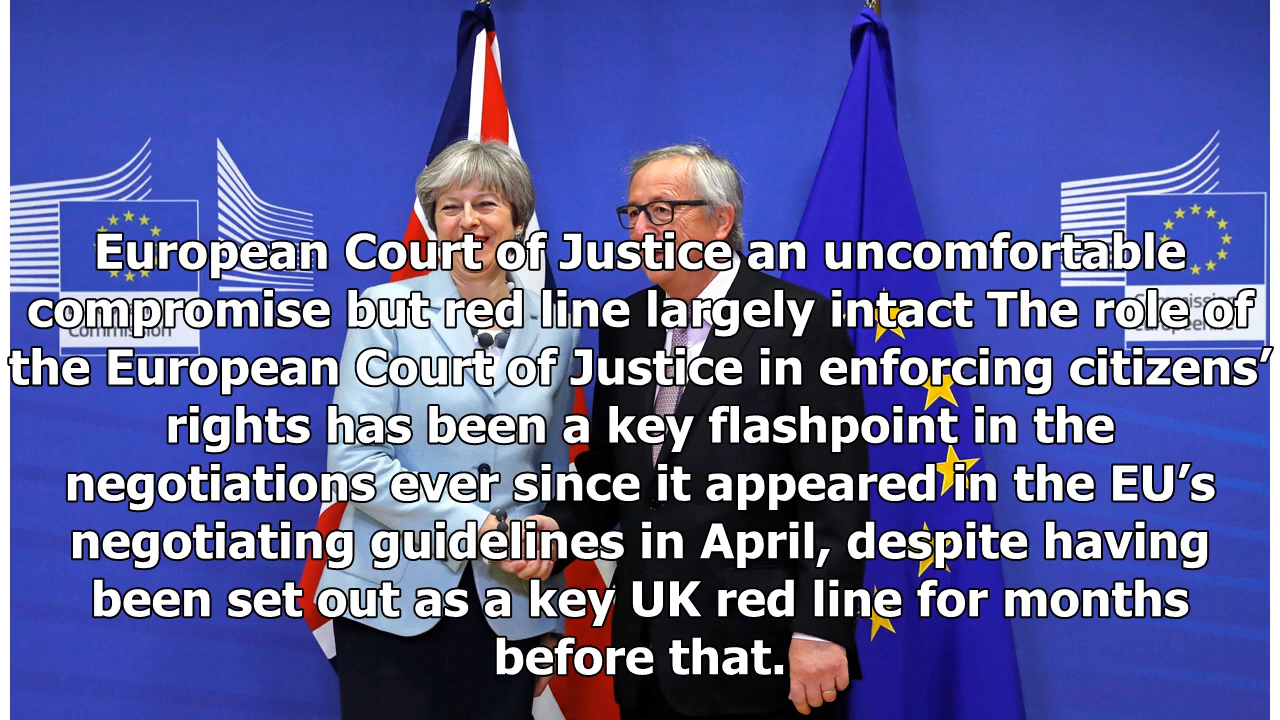 European Court of Justice an uncomfortable
compromise but red line largely intact The role of
the European Court of Justice in enforcing citizens’
rights has been a key flashpoint in the
negotiations ever since it appeared in the EU’s
negotiating guidelines in April, despite having
been set out as a key UK red line for months
before that.
Commission